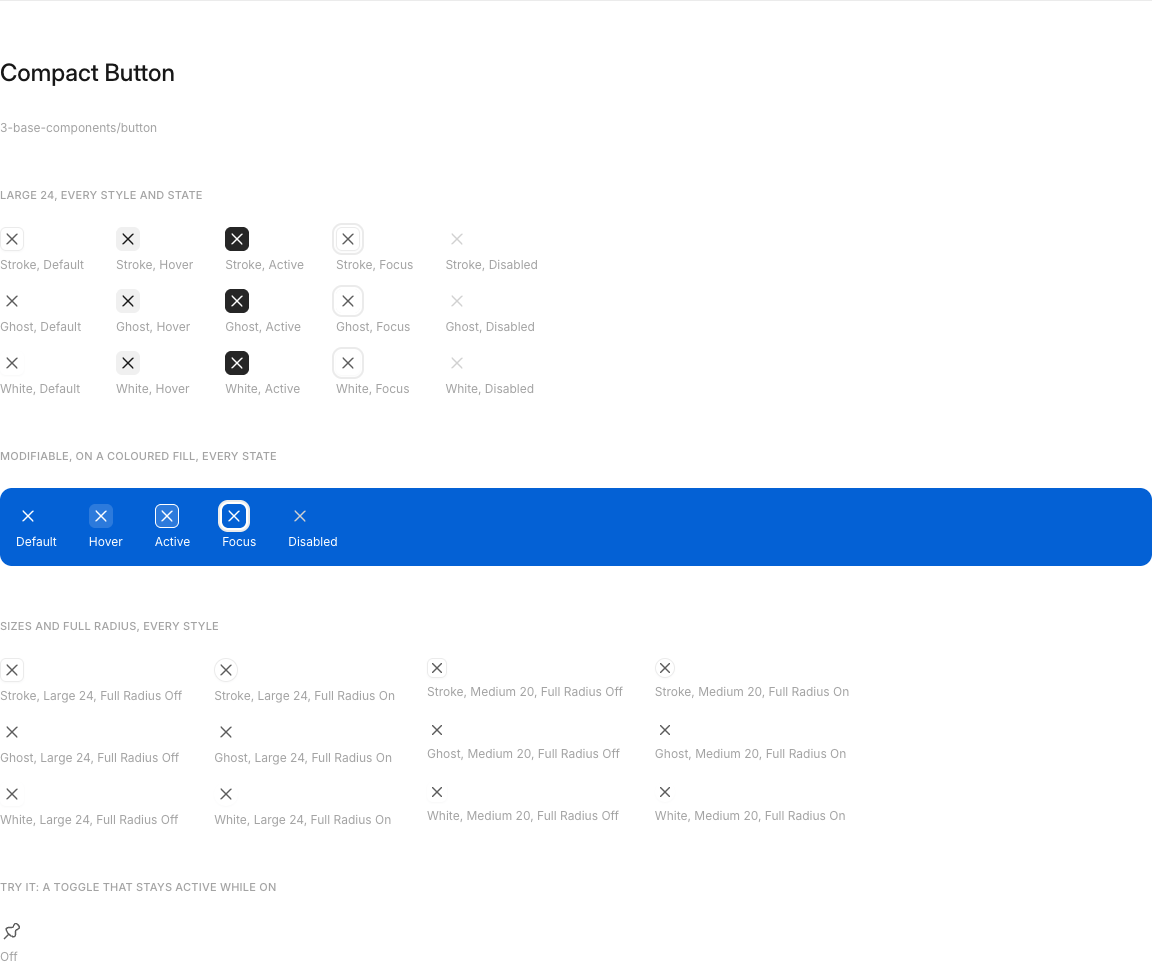 Compact Button
3-base-components/button
LARGE 24, EVERY STYLE AND STATE
Stroke, Default Stroke, Hover Stroke, Active Stroke, Focus Stroke, Disabled
Ghost, Default Ghost, Hover Ghost, Active Ghost, Focus Ghost, Disabled
White, Default White, Hover White, Active White, Focus White, Disabled
MODIFIABLE, ON A COLOURED FILL, EVERY STATE
Default Hover Active Focus Disabled
SIZES AND FULL RADIUS, EVERY STYLE
Stroke, Large 24, Full Radius Off Stroke, Large 24, Full Radius On Stroke, Medium 20, Full Radius Off Stroke, Medium 20, Full Radius On
Ghost, Large 24, Full Radius Off Ghost, Large 24, Full Radius On Ghost, Medium 20, Full Radius Off Ghost, Medium 20, Full Radius On
White, Large 24, Full Radius Off White, Large 24, Full Radius On White, Medium 20, Full Radius Off White, Medium 20, Full Radius On
TRY IT: A TOGGLE THAT STAYS ACTIVE WHILE ON
Off